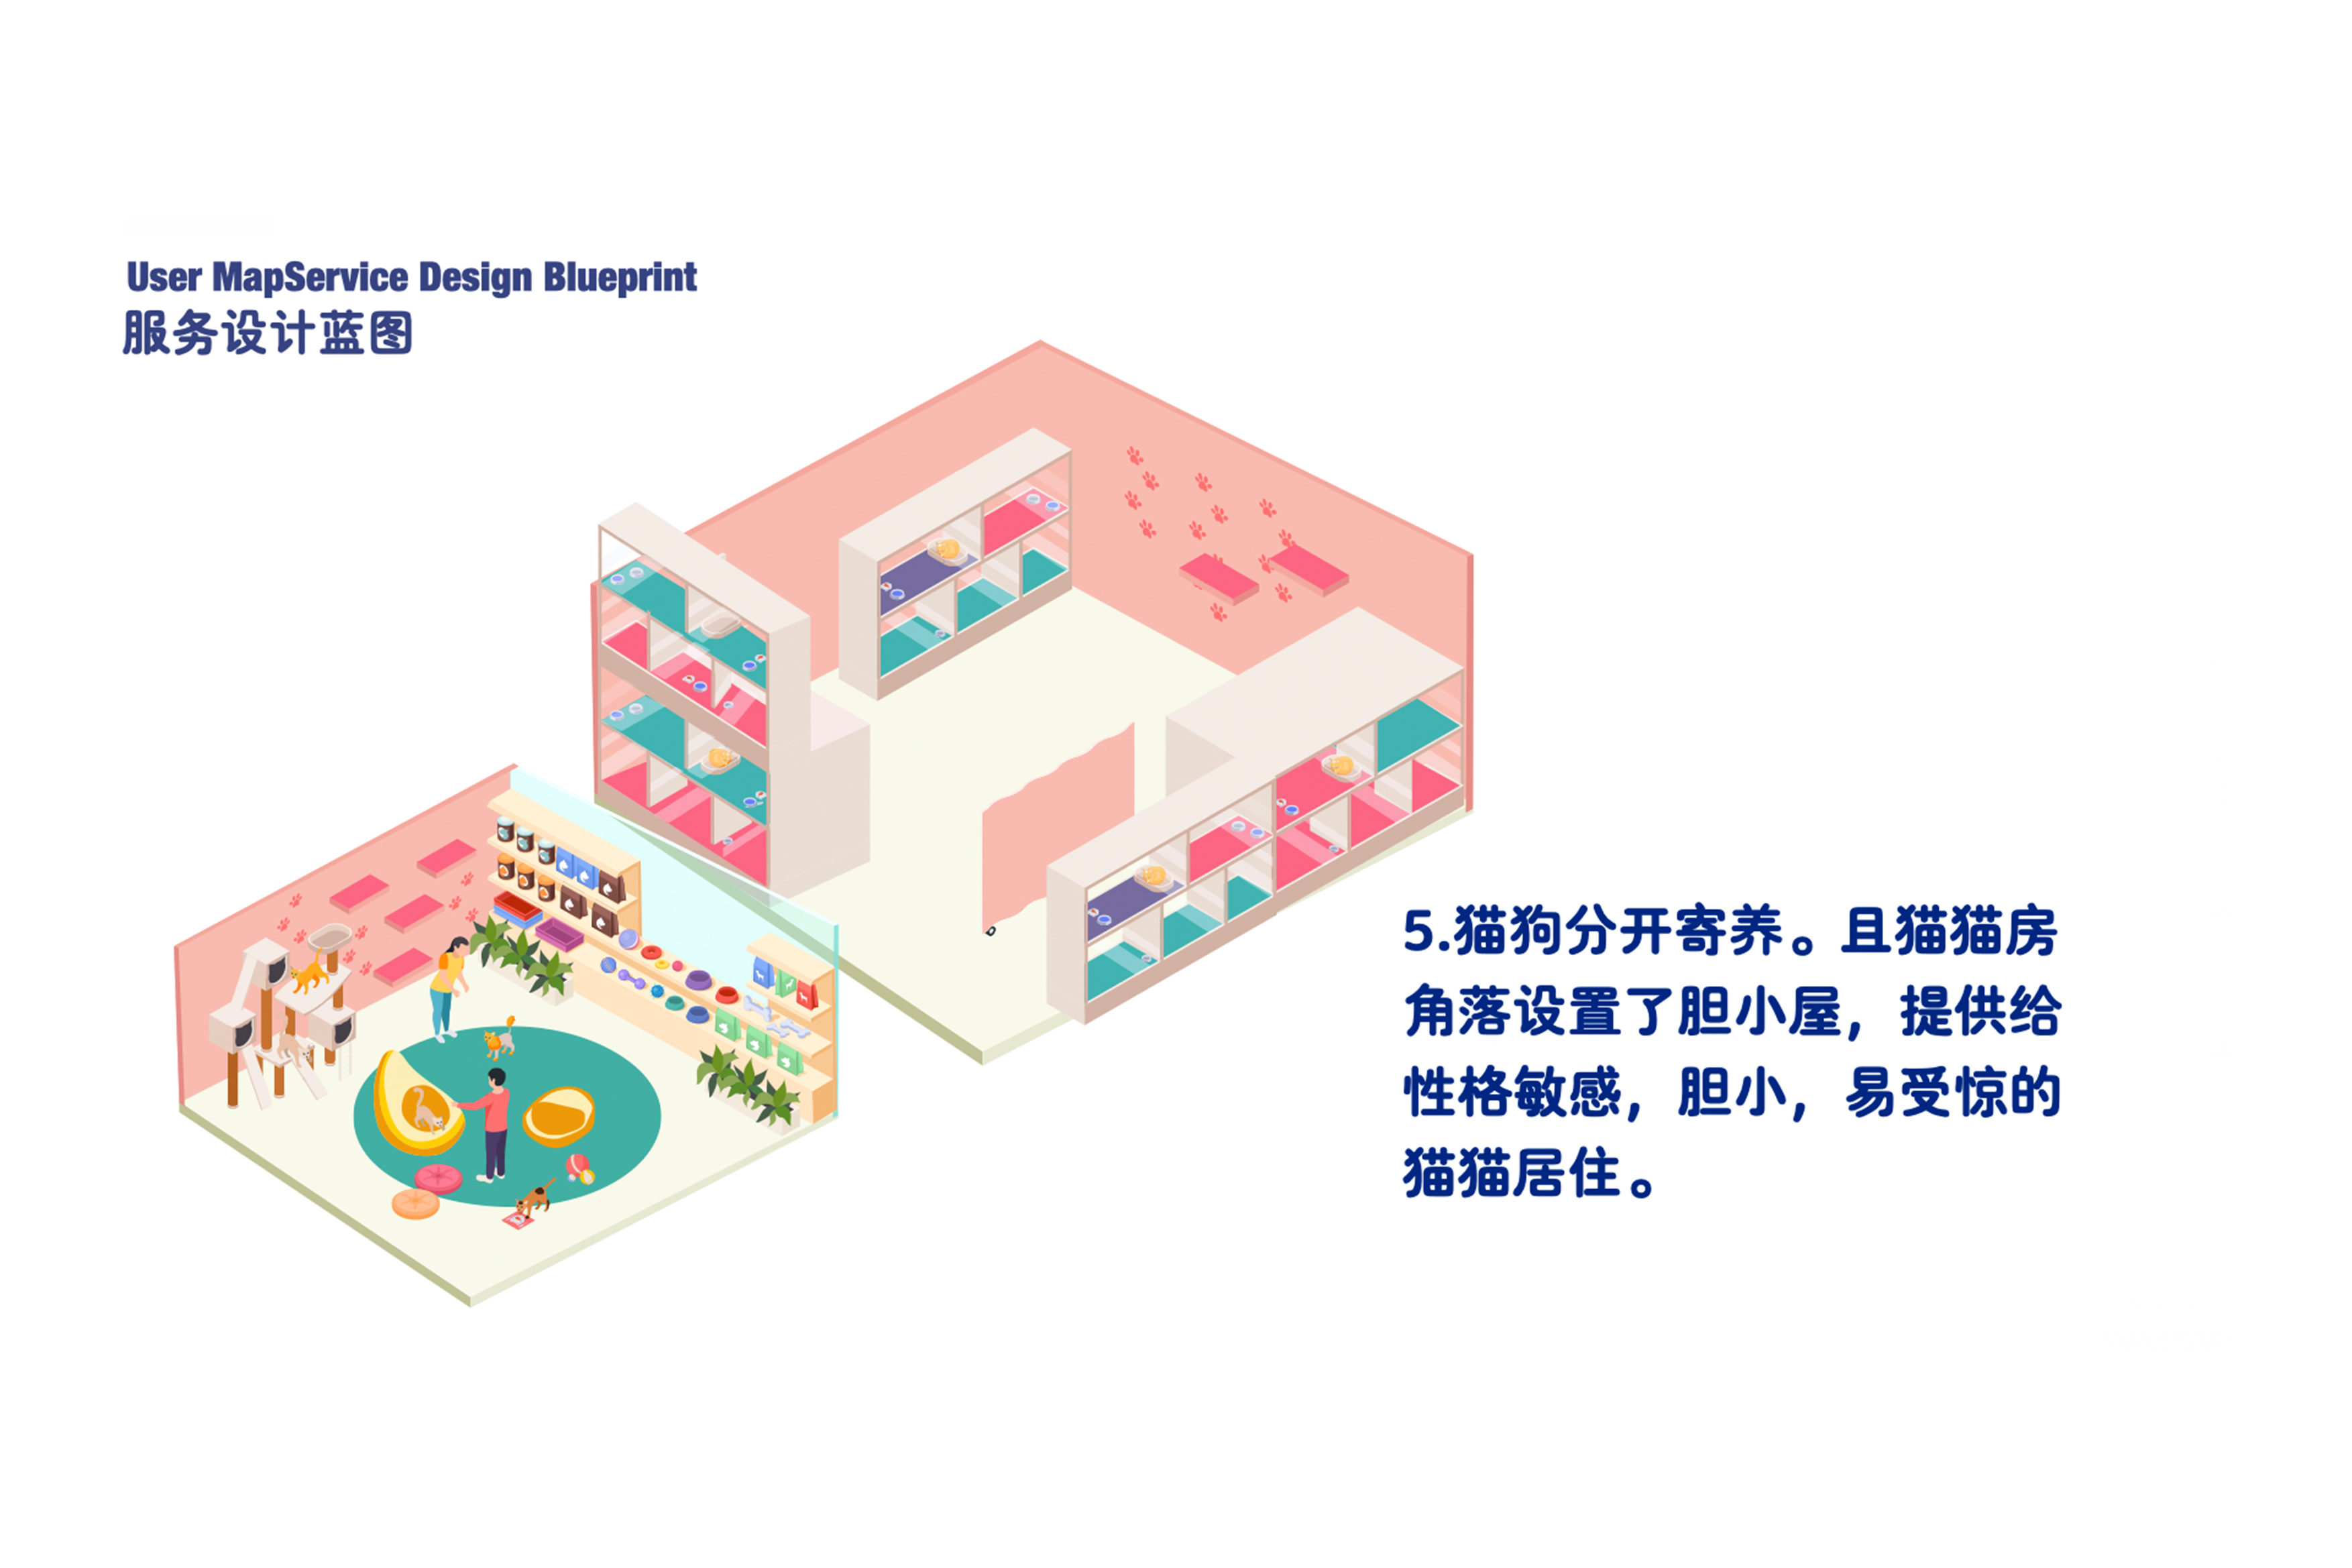 User MapService Design Blueprint
服务设计蓝图
5.猫狗分开寄养。且猫猫房
角落设置了胆小屋，提供给
性格敏感，胆小，易受惊的
猫猫居住。